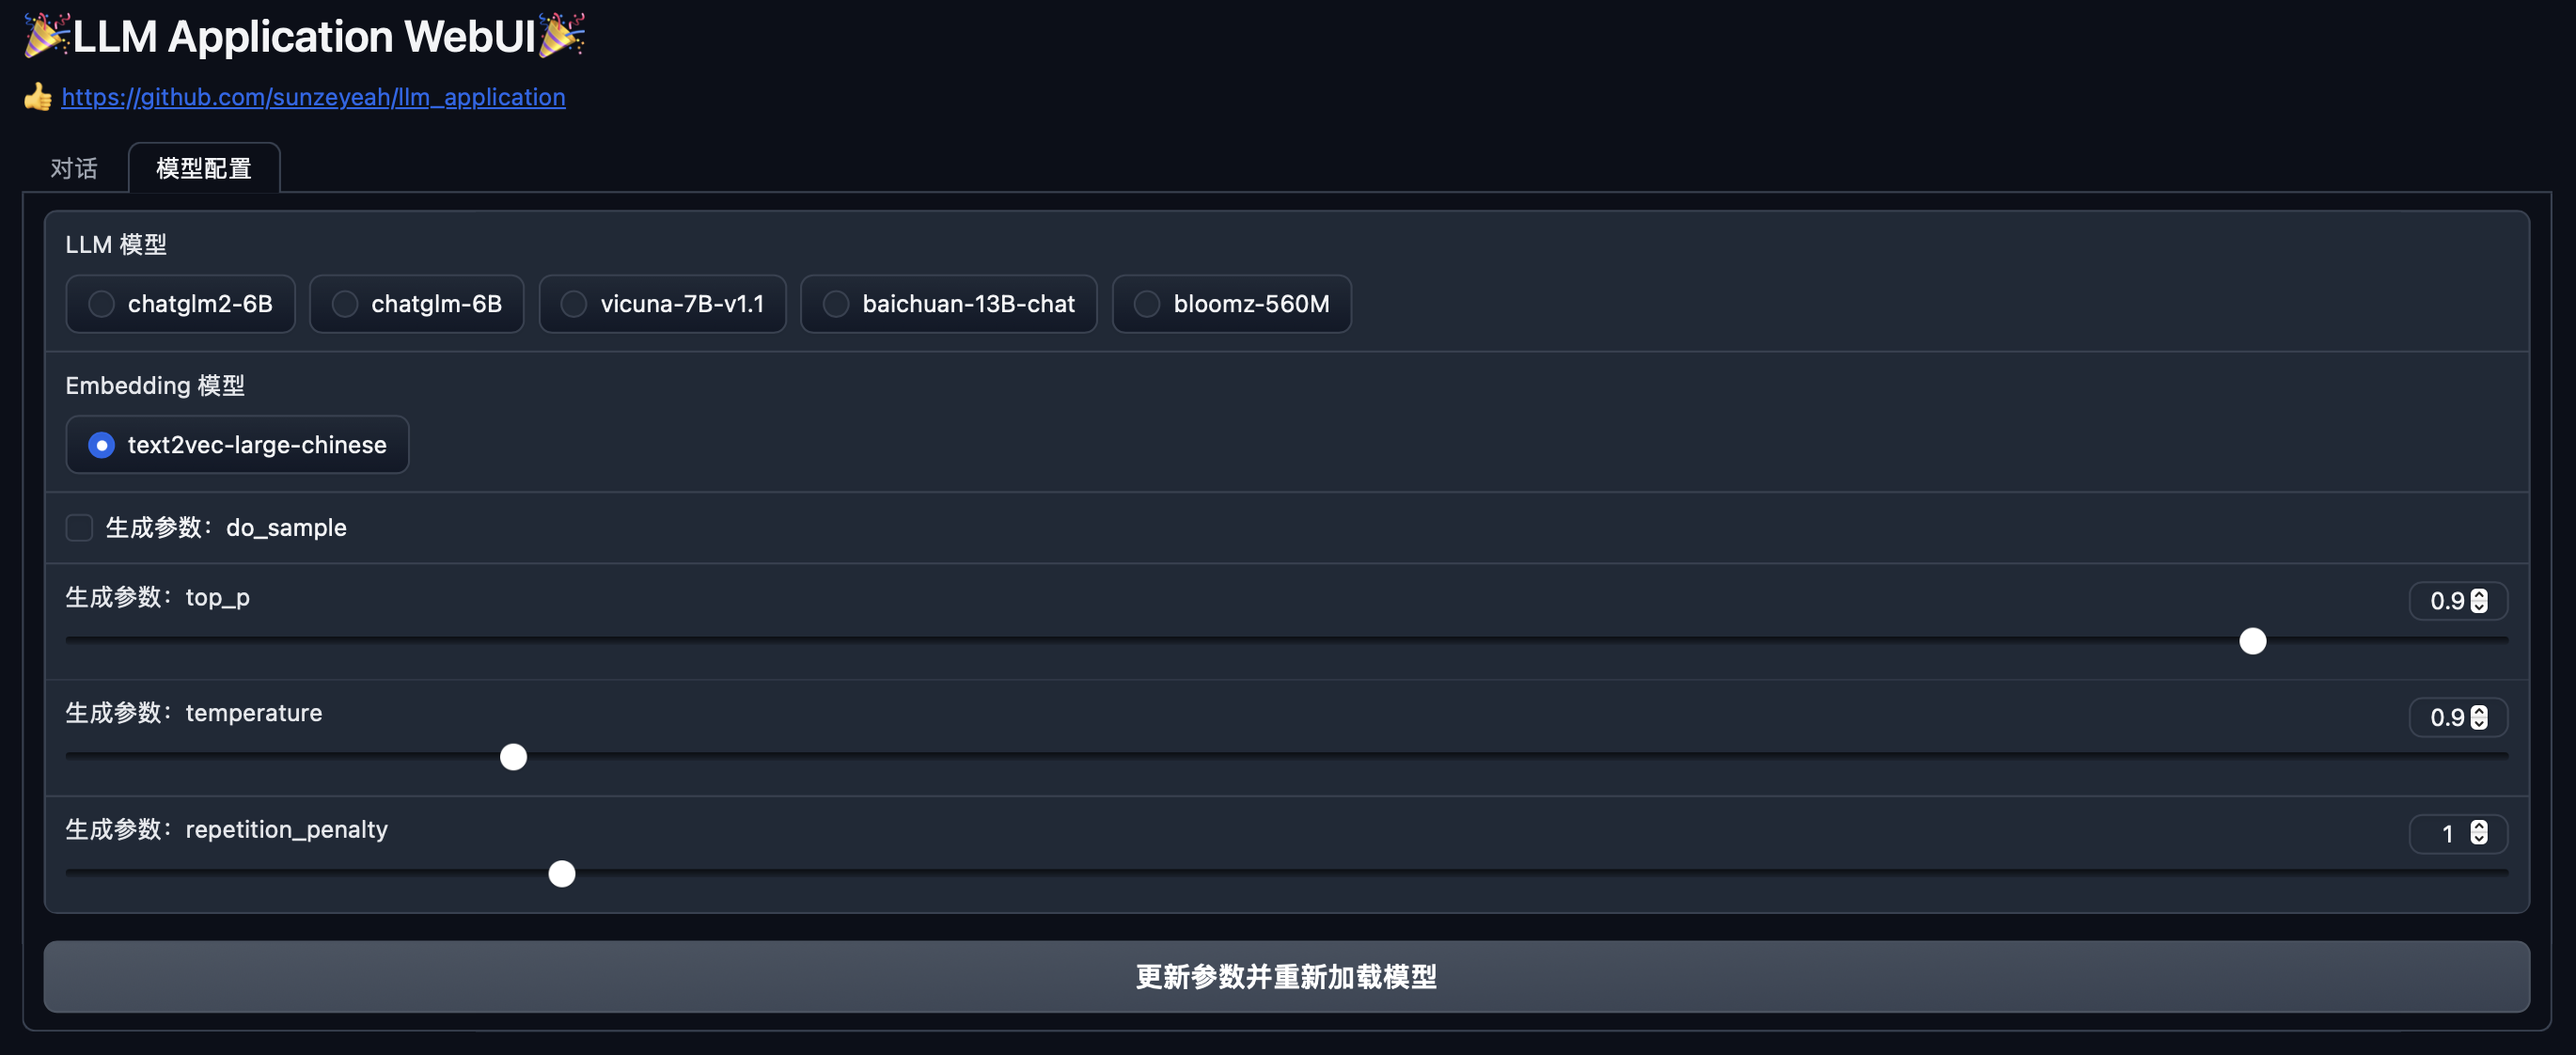 🎉LLM Application WebUI🎉
👍 https://github.com/sunzeyeah/llm_application
对话 模型配置
LLM 模型
chatglm2-6B chatglm-6B vicuna-7B-v1.1 baichuan-13B-chat bloomz-560M
Embedding 模型
text2vec-large-chinese
生成参数：do_sample
生成参数：top_p 0.9
生成参数：temperature 0.9
生成参数：repetition_penalty 1
更新参数并重新加载模型